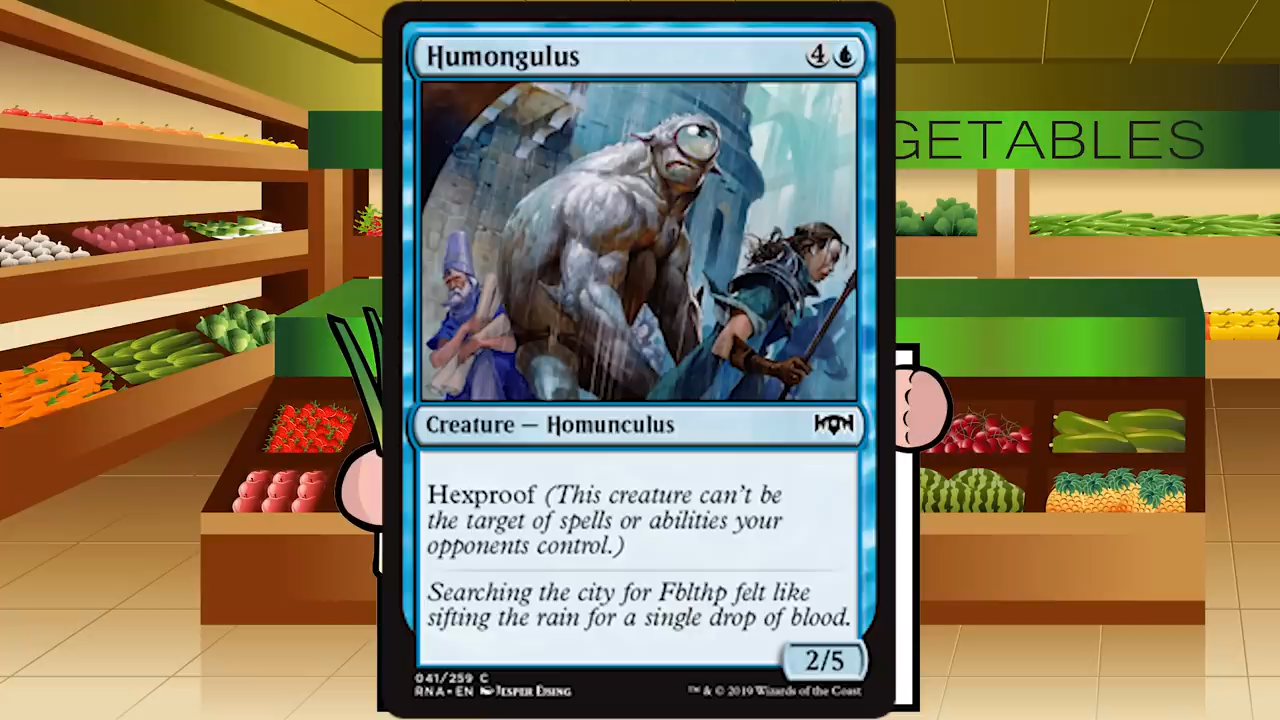 Humongulus
4
GETABLES
Creature — Homunculus
Hexproof (This creature can't be
the target of spells or abilities your
opponents control.)
Searching the city for Fblthp felt like
sifting the rain for a single drop of blood.
2/5
041/259 C
RNA • EN Jesper Ejsing
™ & © 2019 Wizards of the Coast